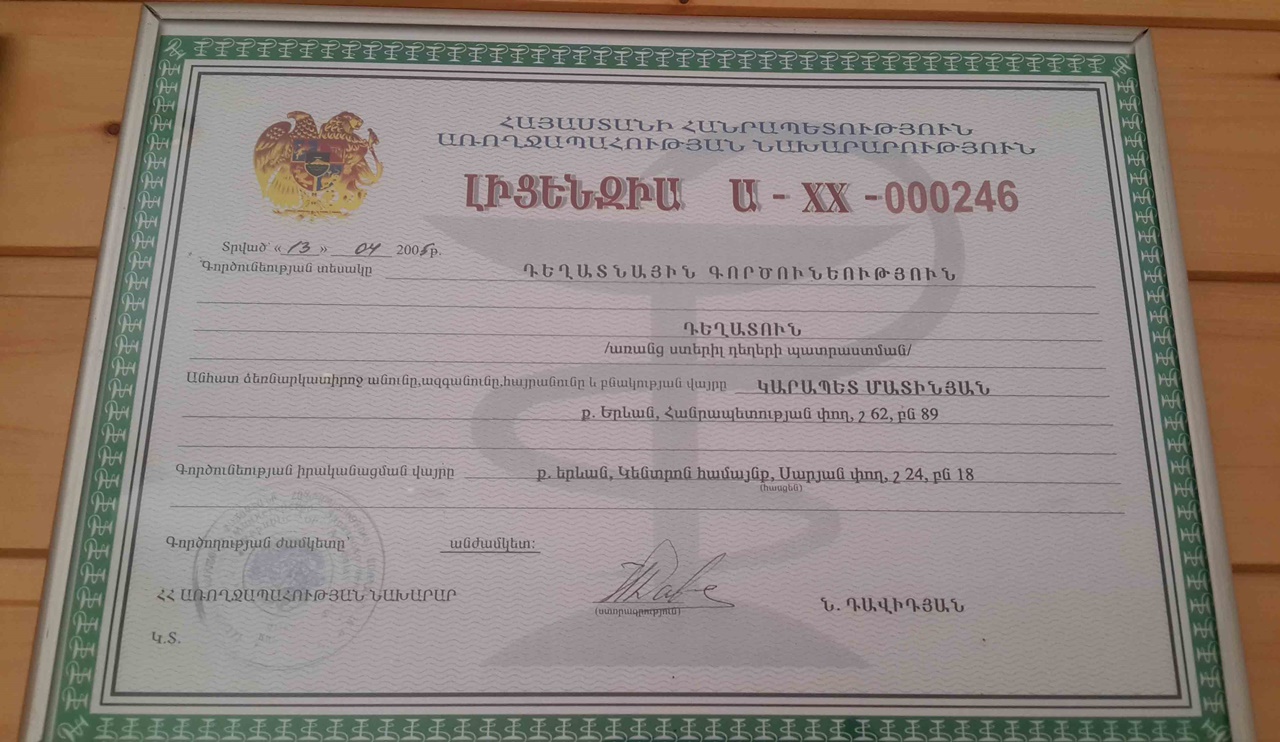 ՀԱՅԱՍՏԱՆԻ ՀԱՆՐԱՊԵՏՈՒԹՅՈՒՆ
ԱՌՈՂՋԱՊԱՀՈՒԹՅԱՆ ՆԱԽԱՐԱՐՈՒԹՅՈՒՆ
ԼԻՑԵՆԶԻԱ Ա - XX -000246
Տրված՝ « 13 » 04 2005թ.
Գործունեության տեսակը ԴԵՂԱՏՆԱՅԻՆ ԳՈՐԾՈՒՆԵՈՒԹՅՈՒՆ
ԴԵՂԱՏՈՒՆ
/առանց ստերիլ դեղերի պատրաստման/
Անհատ ձեռնարկատիրոջ անունը,ազգանունը,հայրանունը և բնակության վայրը ԿԱՐԱՊԵՏ ՄԱՏԻՆՅԱՆ
ք. Երևան, Հանրապետության փող, շ 62, բն 89
Գործունեության իրականացման վայրը ք. երևան, Կենտրոն համայնք, Սարյան փող, շ 24, բն 18
(հասցեն)
Գործողության ժամկետը՝ անժամկետ։
ՀՀ ԱՌՈՂՋԱՊԱՀՈՒԹՅԱՆ ՆԱԽԱՐԱՐ
(ստորագրություն)
Ն. ԴԱՎԻԴՅԱՆ
Կ.Տ.